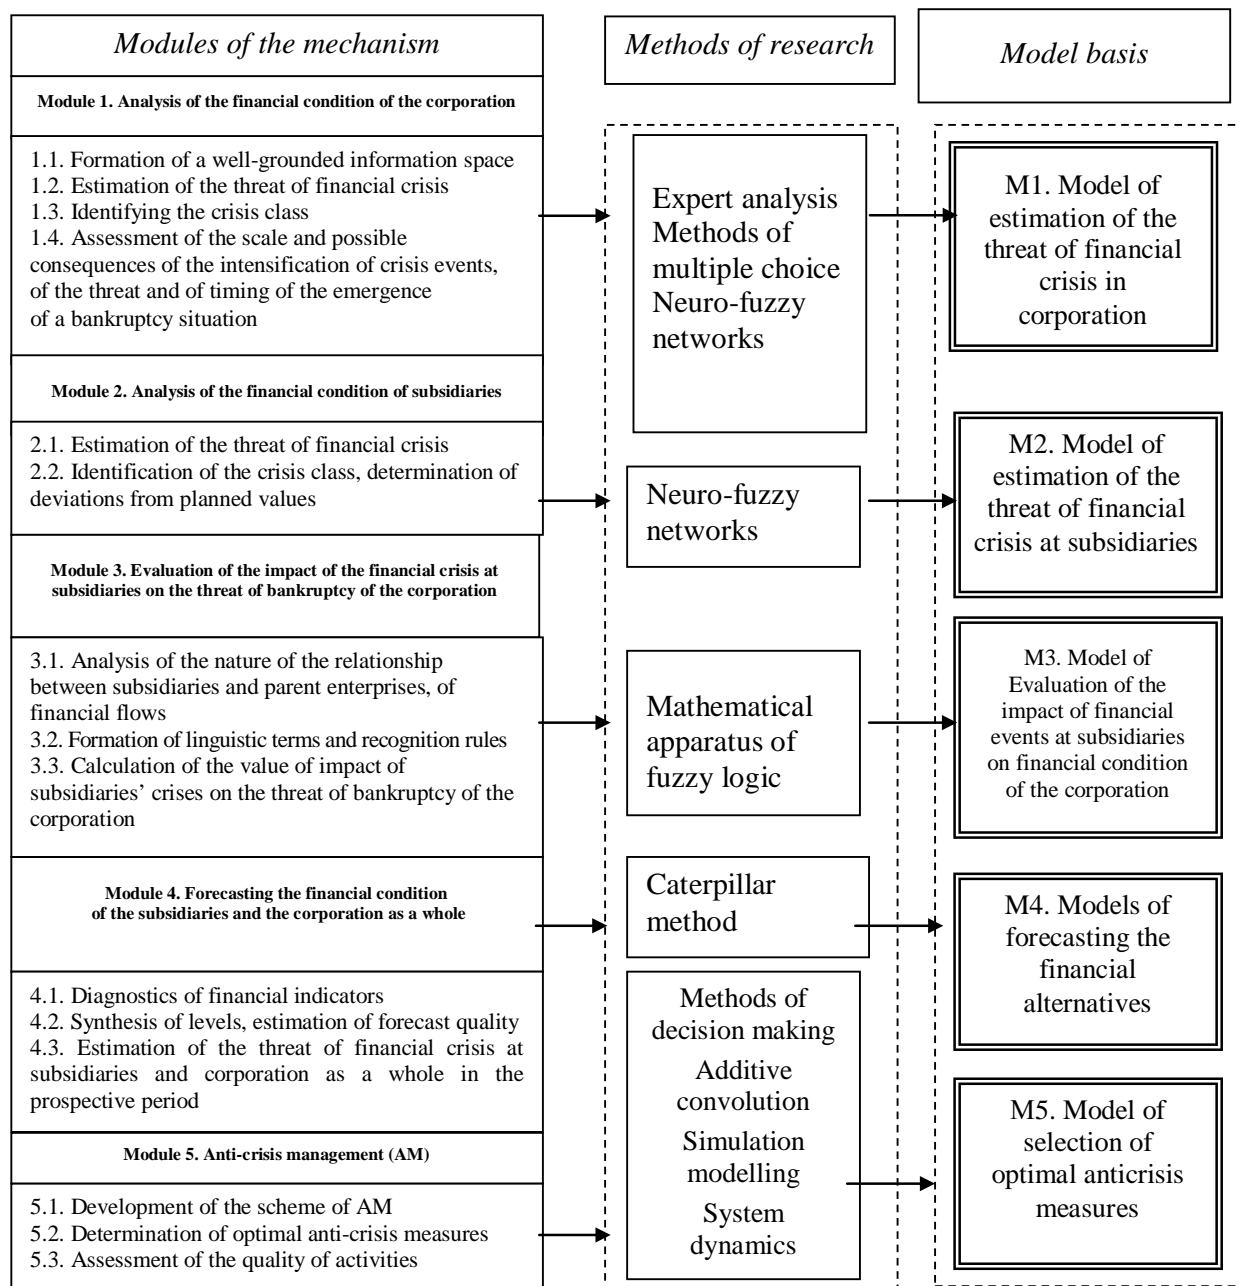 Modules of the mechanism
Module 1. Analysis of the financial condition of the corporation
1.1. Formation of a well-grounded information space
1.2. Estimation of the threat of financial crisis
1.3. Identifying the crisis class
1.4. Assessment of the scale and possible
consequences of the intensification of crisis events,
of the threat and of timing of the emergence
of a bankruptcy situation
Module 2. Analysis of the financial condition of subsidiaries
2.1. Estimation of the threat of financial crisis
2.2. Identification of the crisis class, determination of
deviations from planned values
Module 3. Evaluation of the impact of the financial crisis at
subsidiaries on the threat of bankruptcy of the corporation
3.1. Analysis of the nature of the relationship
between subsidiaries and parent enterprises, of
financial flows
3.2. Formation of linguistic terms and recognition rules
3.3. Calculation of the value of impact of
subsidiaries’ crises on the threat of bankruptcy of the
corporation
Module 4. Forecasting the financial condition
of the subsidiaries and the corporation as a whole
4.1. Diagnostics of financial indicators
4.2. Synthesis of levels, estimation of forecast quality
4.3. Estimation of the threat of financial crisis at
subsidiaries and corporation as a whole in the
prospective period
Module 5. Anti-crisis management (AM)
5.1. Development of the scheme of AM
5.2. Determination of optimal anti-crisis measures
5.3. Assessment of the quality of activities
Methods of research
Expert analysis
Methods of
multiple choice
Neuro-fuzzy
networks
Neuro-fuzzy
networks
Mathematical
apparatus of
fuzzy logic
Caterpillar
method
Methods of
decision making
Additive
convolution
Simulation
modelling
System
dynamics
Model basis
M1. Model of
estimation of the
threat of financial
crisis in
corporation
M2. Model of
estimation of the
threat of financial
crisis at subsidiaries
M3. Model of
Evaluation of the
impact of financial
events at subsidiaries
on financial condition
of the corporation
M4. Models of
forecasting the
financial
alternatives
M5. Model of
selection of
optimal anticrisis
measures